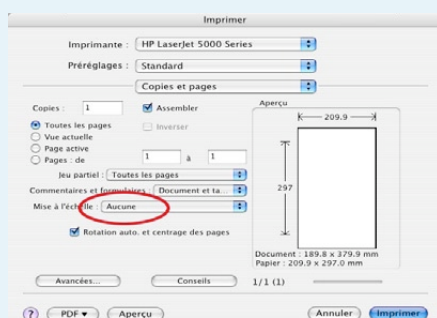 Imprimer
Imprimante : HP LaserJet 5000 Series
Préréglages : Standard
Copies et pages
Copies : 1 Assembler
Toutes les pages Inverser
Vue actuelle
Page active
Pages : de 1 à 1
Jeu partiel : Toutes les pages
Commentaires et formulaires : Document et ta...
Mise à l'échelle : Aucune
Rotation auto. et centrage des pages
Aperçu
209.9
297
Document : 189.8 x 379.9 mm
Papier : 209.9 x 297.0 mm
Avancées... Conseils 1/1 (1)
? PDF Aperçu Annuler Imprimer